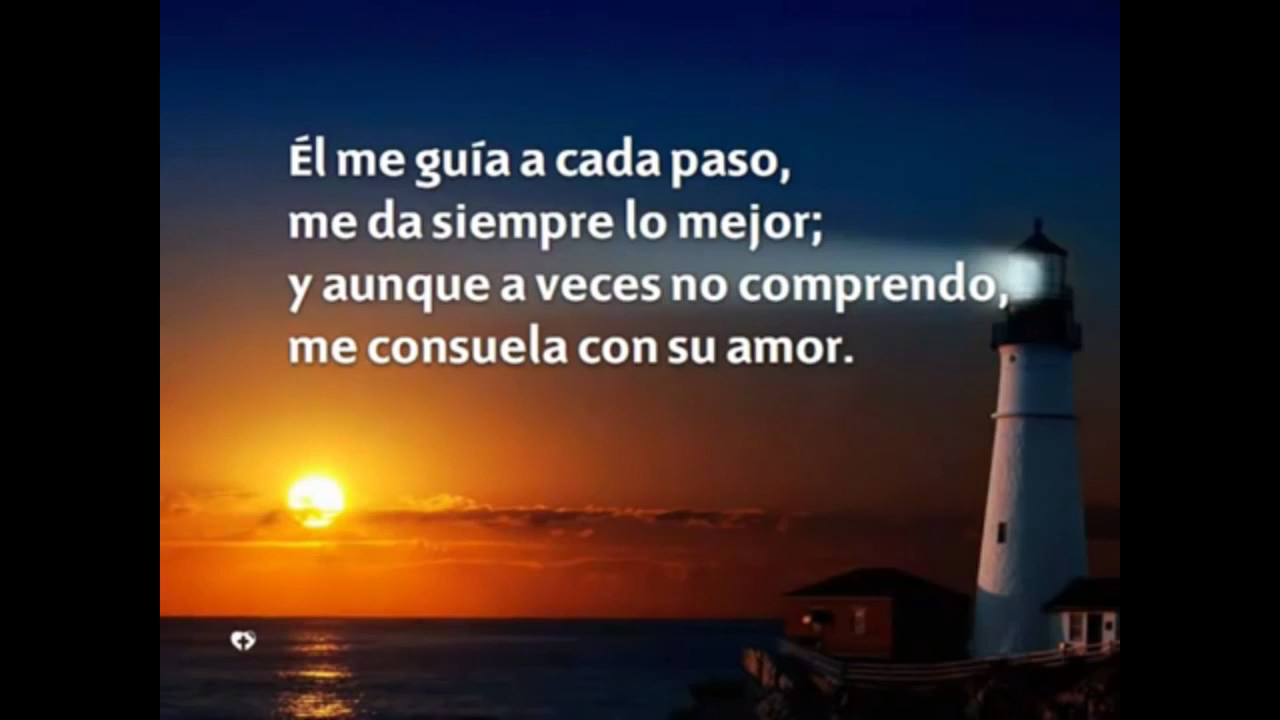 Él me guía a cada paso,
me da siempre lo mejor;
y aunque a veces no comprendo,
me consuela con su amor.